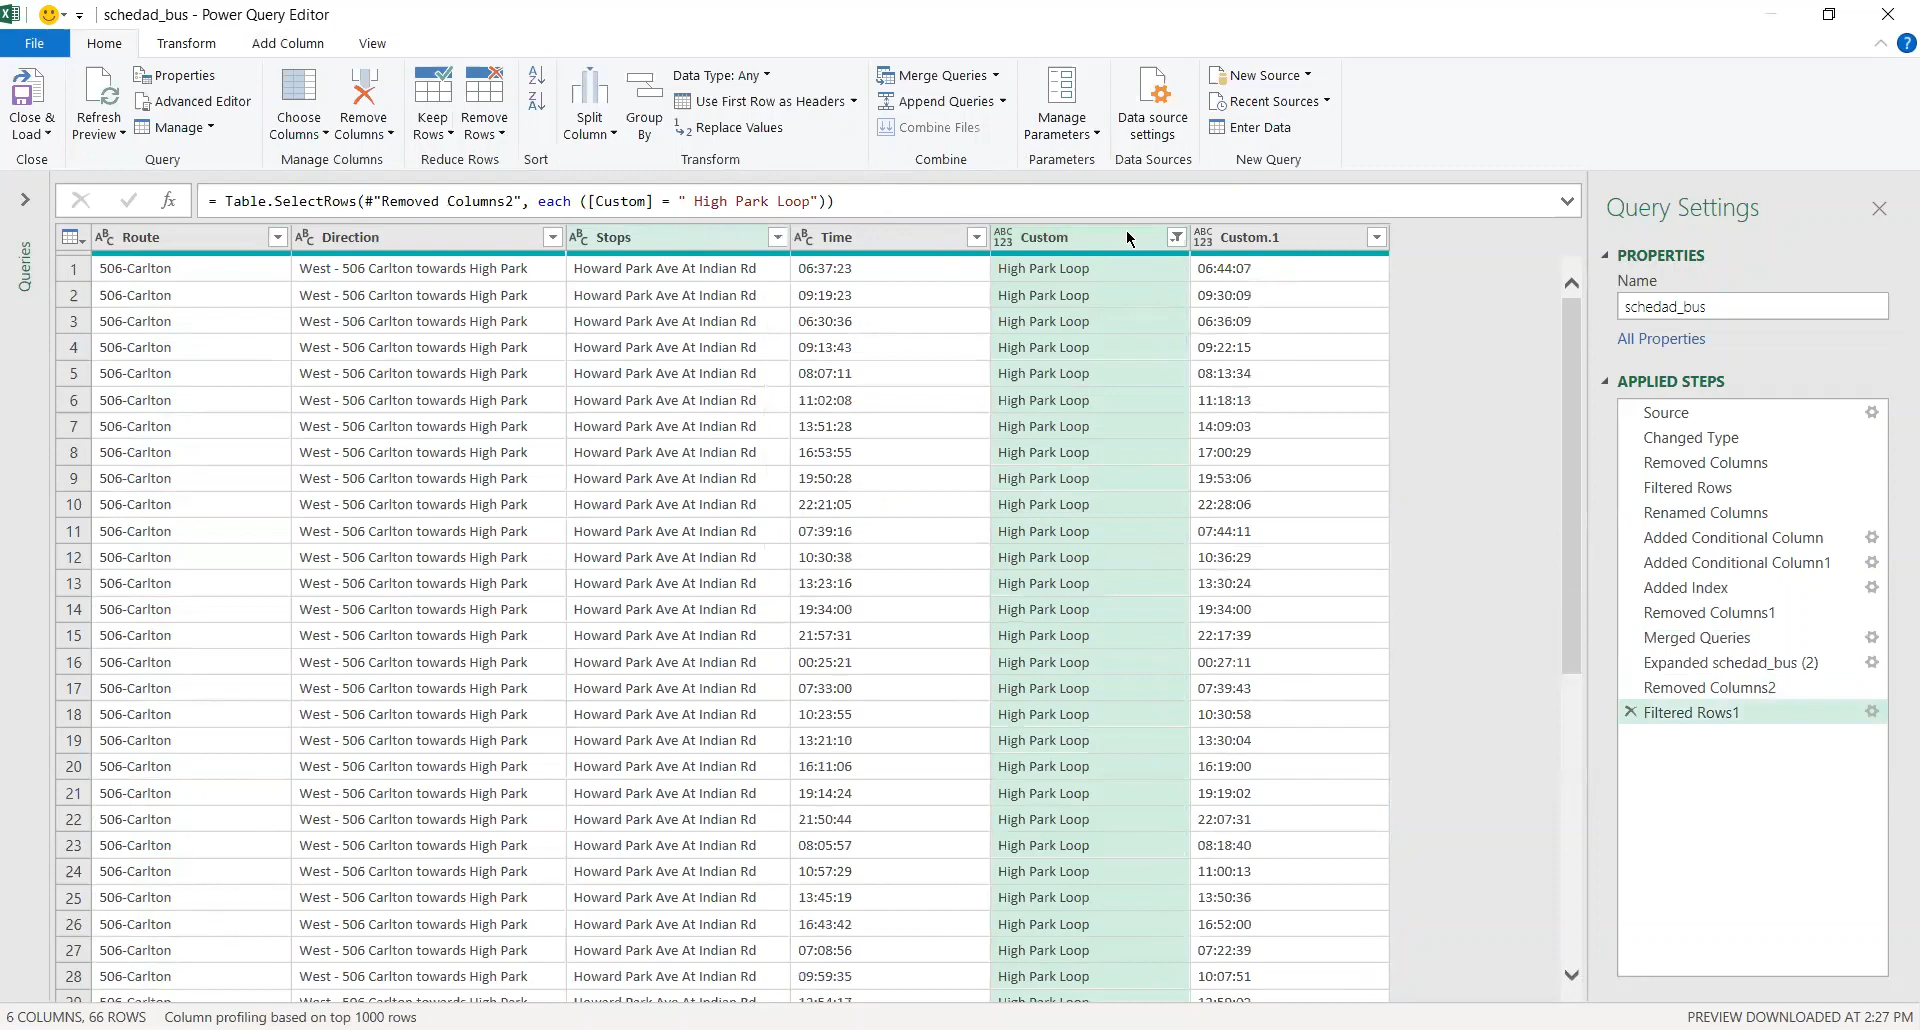 schedad_bus - Power Query Editor
File Home Transform Add Column View
Close & Load
Close
Refresh Preview
Properties
Advanced Editor
Manage
Query
Choose Columns
Remove Columns
Manage Columns
Keep Rows
Remove Rows
Reduce Rows
Sort
Split Column
Group By
Data Type: Any
Use First Row as Headers
Replace Values
Transform
Merge Queries
Append Queries
Combine Files
Combine
Manage Parameters
Parameters
Data source settings
Data Sources
New Source
Recent Sources
Enter Data
New Query
Queries
fx = Table.SelectRows(#"Removed Columns2", each ([Custom] = " High Park Loop"))
ABC Route ABC Direction ABC Stops ABC Time ABC 123 Custom ABC 123 Custom.1
1 506-Carlton West - 506 Carlton towards High Park Howard Park Ave At Indian Rd 06:37:23 High Park Loop 06:44:07
2 506-Carlton West - 506 Carlton towards High Park Howard Park Ave At Indian Rd 09:19:23 High Park Loop 09:30:09
3 506-Carlton West - 506 Carlton towards High Park Howard Park Ave At Indian Rd 06:30:36 High Park Loop 06:36:09
4 506-Carlton West - 506 Carlton towards High Park Howard Park Ave At Indian Rd 09:13:43 High Park Loop 09:22:15
5 506-Carlton West - 506 Carlton towards High Park Howard Park Ave At Indian Rd 08:07:11 High Park Loop 08:13:34
6 506-Carlton West - 506 Carlton towards High Park Howard Park Ave At Indian Rd 11:02:08 High Park Loop 11:18:13
7 506-Carlton West - 506 Carlton towards High Park Howard Park Ave At Indian Rd 13:51:28 High Park Loop 14:09:03
8 506-Carlton West - 506 Carlton towards High Park Howard Park Ave At Indian Rd 16:53:55 High Park Loop 17:00:29
9 506-Carlton West - 506 Carlton towards High Park Howard Park Ave At Indian Rd 19:50:28 High Park Loop 19:53:06
10 506-Carlton West - 506 Carlton towards High Park Howard Park Ave At Indian Rd 22:21:05 High Park Loop 22:28:06
11 506-Carlton West - 506 Carlton towards High Park Howard Park Ave At Indian Rd 07:39:16 High Park Loop 07:44:11
12 506-Carlton West - 506 Carlton towards High Park Howard Park Ave At Indian Rd 10:30:38 High Park Loop 10:36:29
13 506-Carlton West - 506 Carlton towards High Park Howard Park Ave At Indian Rd 13:23:16 High Park Loop 13:30:24
14 506-Carlton West - 506 Carlton towards High Park Howard Park Ave At Indian Rd 19:34:00 High Park Loop 19:34:00
15 506-Carlton West - 506 Carlton towards High Park Howard Park Ave At Indian Rd 21:57:31 High Park Loop 22:17:39
16 506-Carlton West - 506 Carlton towards High Park Howard Park Ave At Indian Rd 00:25:21 High Park Loop 00:27:11
17 506-Carlton West - 506 Carlton towards High Park Howard Park Ave At Indian Rd 07:33:00 High Park Loop 07:39:43
18 506-Carlton West - 506 Carlton towards High Park Howard Park Ave At Indian Rd 10:23:55 High Park Loop 10:30:58
19 506-Carlton West - 506 Carlton towards High Park Howard Park Ave At Indian Rd 13:21:10 High Park Loop 13:30:04
20 506-Carlton West - 506 Carlton towards High Park Howard Park Ave At Indian Rd 16:11:06 High Park Loop 16:19:00
21 506-Carlton West - 506 Carlton towards High Park Howard Park Ave At Indian Rd 19:14:24 High Park Loop 19:19:02
22 506-Carlton West - 506 Carlton towards High Park Howard Park Ave At Indian Rd 21:50:44 High Park Loop 22:07:31
23 506-Carlton West - 506 Carlton towards High Park Howard Park Ave At Indian Rd 08:05:57 High Park Loop 08:18:40
24 506-Carlton West - 506 Carlton towards High Park Howard Park Ave At Indian Rd 10:57:29 High Park Loop 11:00:13
25 506-Carlton West - 506 Carlton towards High Park Howard Park Ave At Indian Rd 13:45:19 High Park Loop 13:50:36
26 506-Carlton West - 506 Carlton towards High Park Howard Park Ave At Indian Rd 16:43:42 High Park Loop 16:52:00
27 506-Carlton West - 506 Carlton towards High Park Howard Park Ave At Indian Rd 07:08:56 High Park Loop 07:22:39
28 506-Carlton West - 506 Carlton towards High Park Howard Park Ave At Indian Rd 09:59:35 High Park Loop 10:07:51
Query Settings
PROPERTIES
Name
schedad_bus
All Properties
APPLIED STEPS
Source
Changed Type
Removed Columns
Filtered Rows
Renamed Columns
Added Conditional Column
Added Conditional Column1
Added Index
Removed Columns1
Merged Queries
Expanded schedad_bus (2)
Removed Columns2
Filtered Rows1
6 COLUMNS, 66 ROWS Column profiling based on top 1000 rows PREVIEW DOWNLOADED AT 2:27 PM